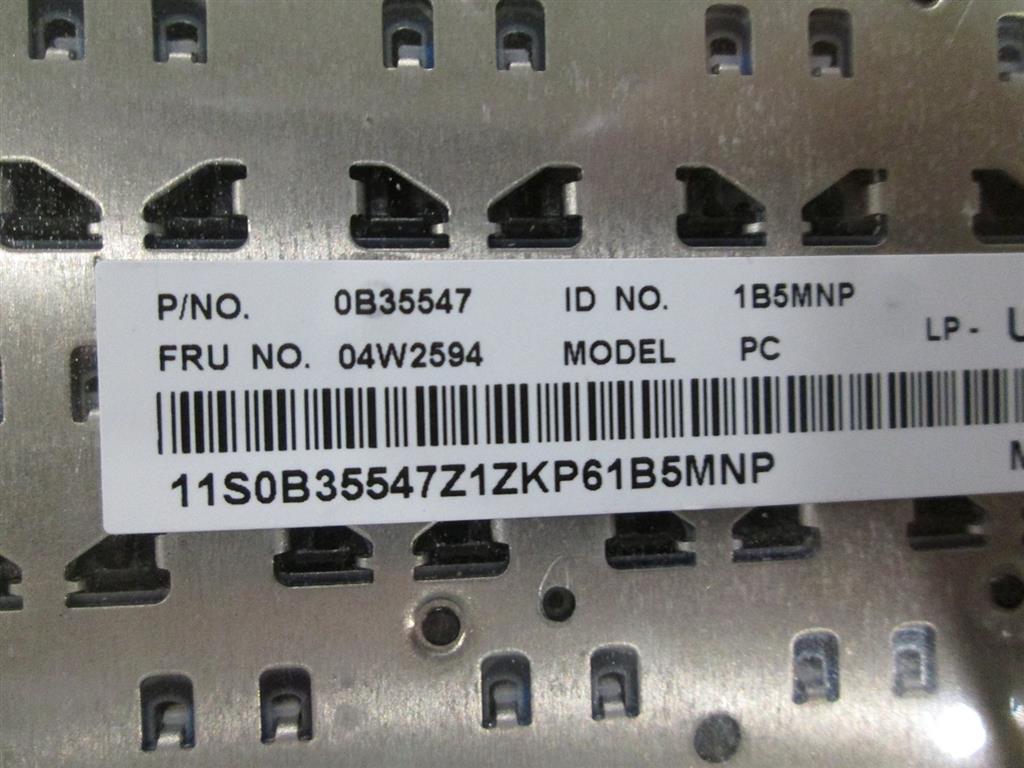 P/NO. 0B35547 ID NO. 1B5MNP
FRU NO. 04W2594 MODEL PC LP-
11S0B35547Z1ZKP61B5MNP